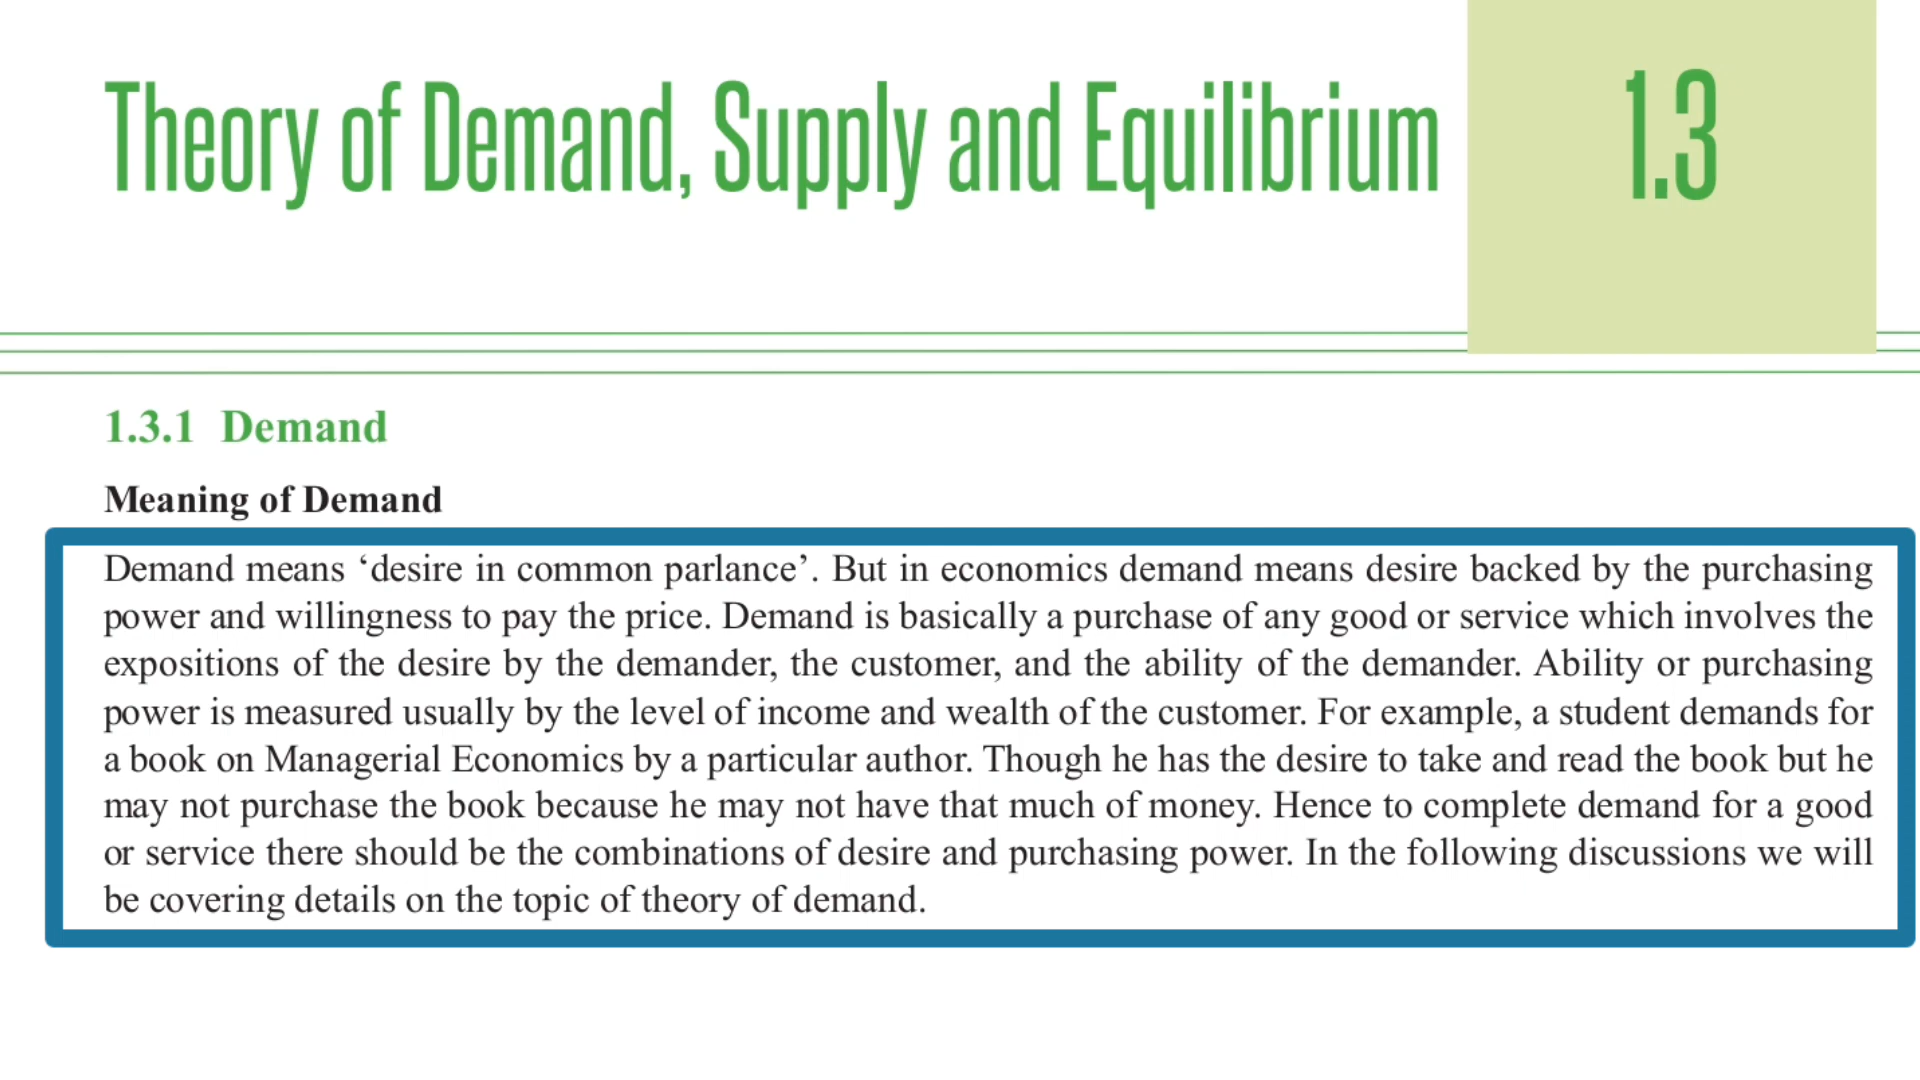 Theory of Demand, Supply and Equilibrium
1.3
1.3.1 Demand
Meaning of Demand
Demand means ‘desire in common parlance’. But in economics demand means desire backed by the purchasing
power and willingness to pay the price. Demand is basically a purchase of any good or service which involves the
expositions of the desire by the demander, the customer, and the ability of the demander. Ability or purchasing
power is measured usually by the level of income and wealth of the customer. For example, a student demands for
a book on Managerial Economics by a particular author. Though he has the desire to take and read the book but he
may not purchase the book because he may not have that much of money. Hence to complete demand for a good
or service there should be the combinations of desire and purchasing power. In the following discussions we will
be covering details on the topic of theory of demand.